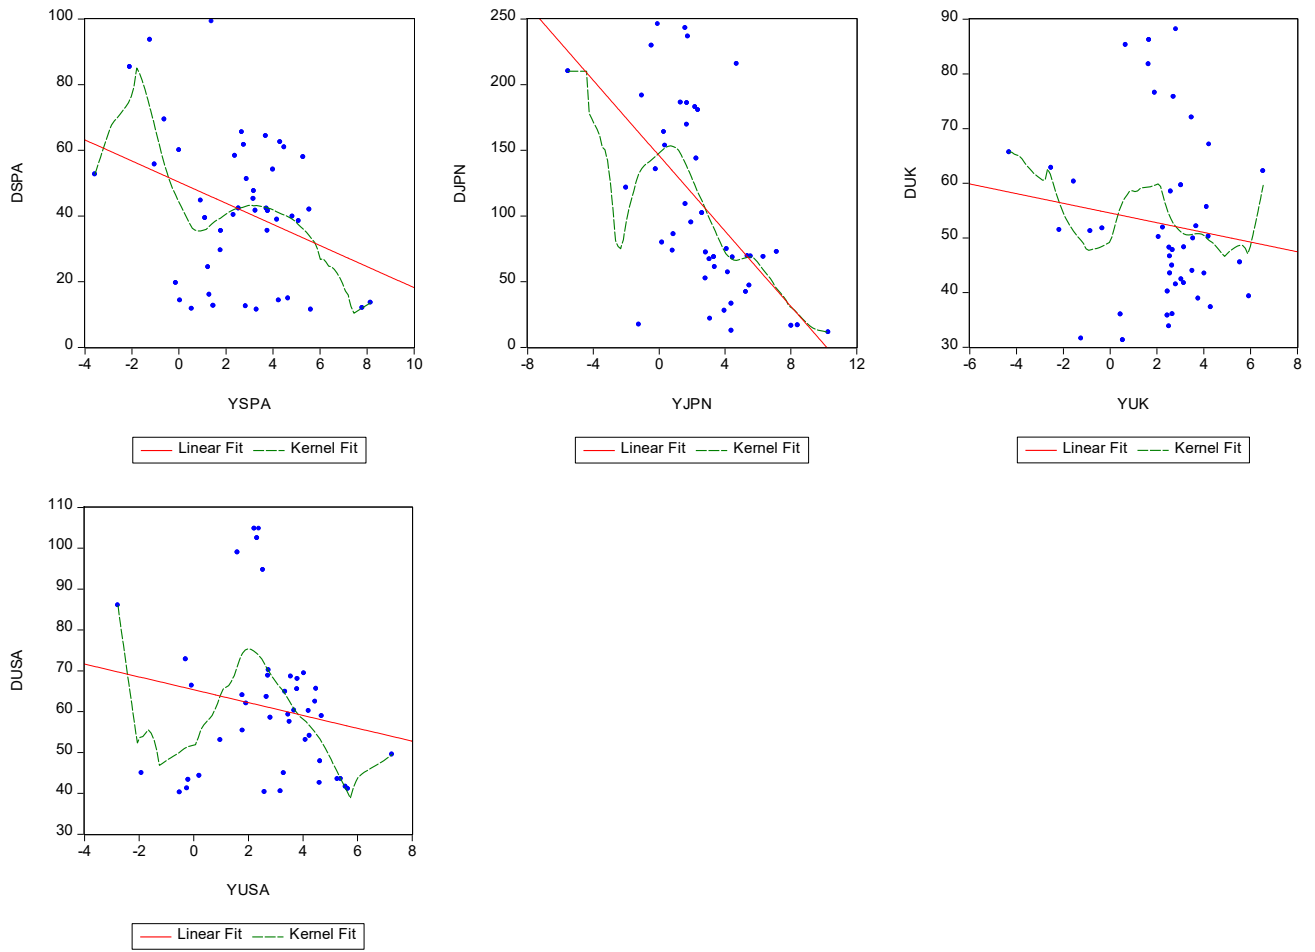 100
80
60
40
20
0
-4 -2 0 2 4 6 8 10
DSPA
YSPA
Linear Fit Kernel Fit
250
200
150
100
50
0
-8 -4 0 4 8 12
DJPN
YJPN
Linear Fit Kernel Fit
90
80
70
60
50
40
30
-6 -4 -2 0 2 4 6 8
DUK
YUK
Linear Fit Kernel Fit
110
100
90
80
70
60
50
40
30
-4 -2 0 2 4 6 8
DUSA
YUSA
Linear Fit Kernel Fit